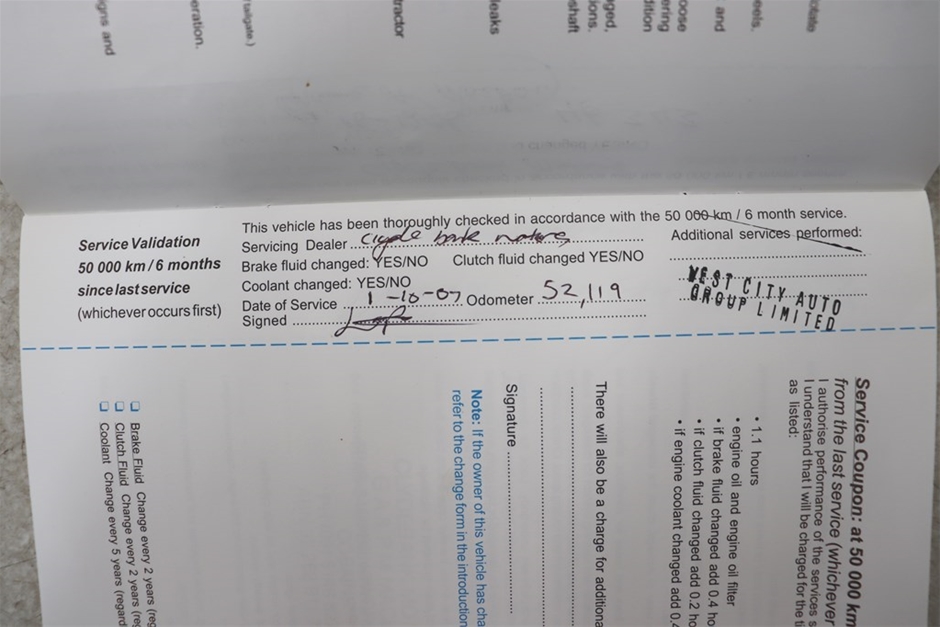 eels.
and
oose
ering
dition
ged,
ions.
shaft
leaks
tractor
tailgate.)
eration.
igns and
Service Validation
50 000 km / 6 months
since last service
(whichever occurs first)
This vehicle has been thoroughly checked in accordance with the 50 000 km / 6 month service.
Servicing Dealer Clyde bank motors
Brake fluid changed: YES/NO Clutch fluid changed YES/NO
Coolant changed: YES/NO
Date of Service 1-10-07 Odometer 52,119
Signed
Additional services performed:
WEST CITY AUTO
GROUP LIMITED
Service Coupon: at 50 000 km
from the last service (whichever
I authorise performance of the services s
I understand that I will be charged for the ti
as listed:
• 1.1 hours
• engine oil and engine oil filter
• if brake fluid changed add 0.4 ho
• if clutch fluid changed add 0.2 ho
• if engine coolant changed add 0.4
There will also be a charge for additiona
Signature
Note: If the owner of this vehicle has cha
refer to the change form in the introduction
Brake Fluid Change every 2 years (reg
Clutch Fluid Change every 2 years (reg
Coolant Change every 5 years (regard